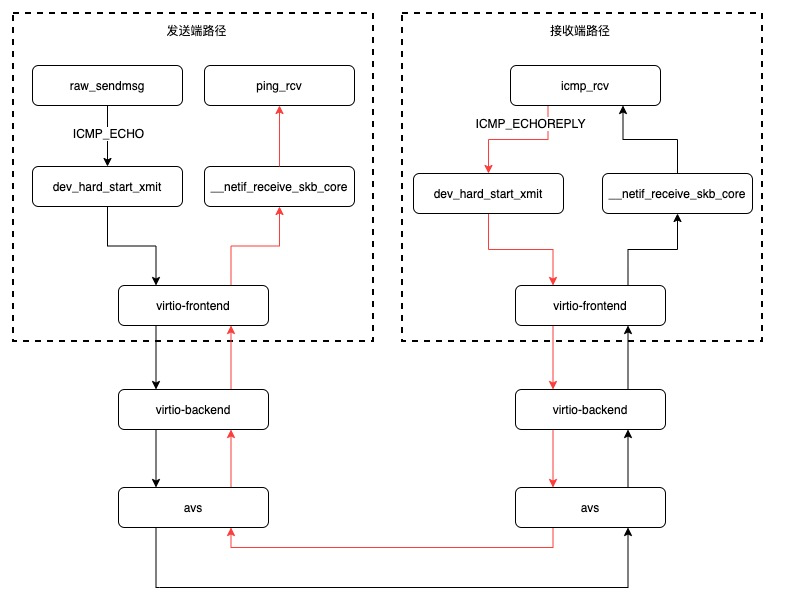 发送端路径
raw_sendmsg
ping_rcv
ICMP_ECHO
dev_hard_start_xmit
__netif_receive_skb_core
virtio-frontend
virtio-backend
avs
接收端路径
icmp_rcv
ICMP_ECHOREPLY
dev_hard_start_xmit
__netif_receive_skb_core
virtio-frontend
virtio-backend
avs